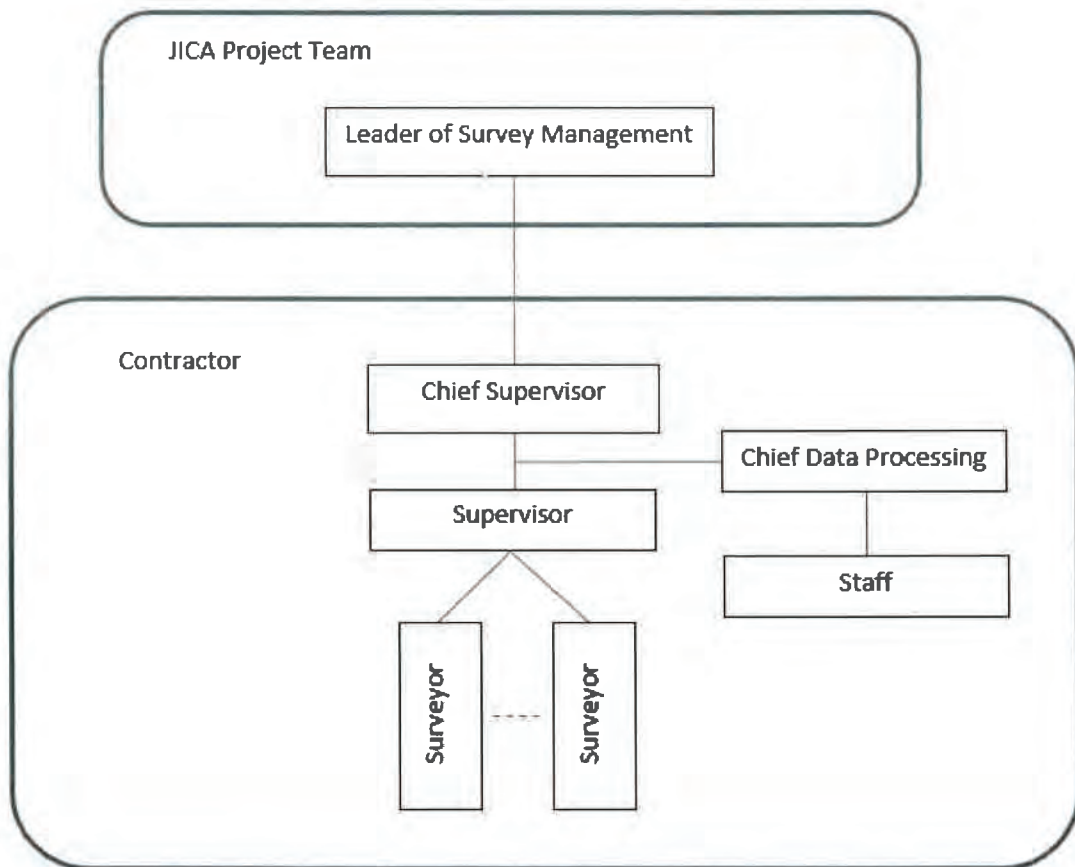 JICA Project Team
Leader of Survey Management
Contractor
Chief Supervisor
Chief Data Processing
Supervisor
Staff
Surveyor
Surveyor